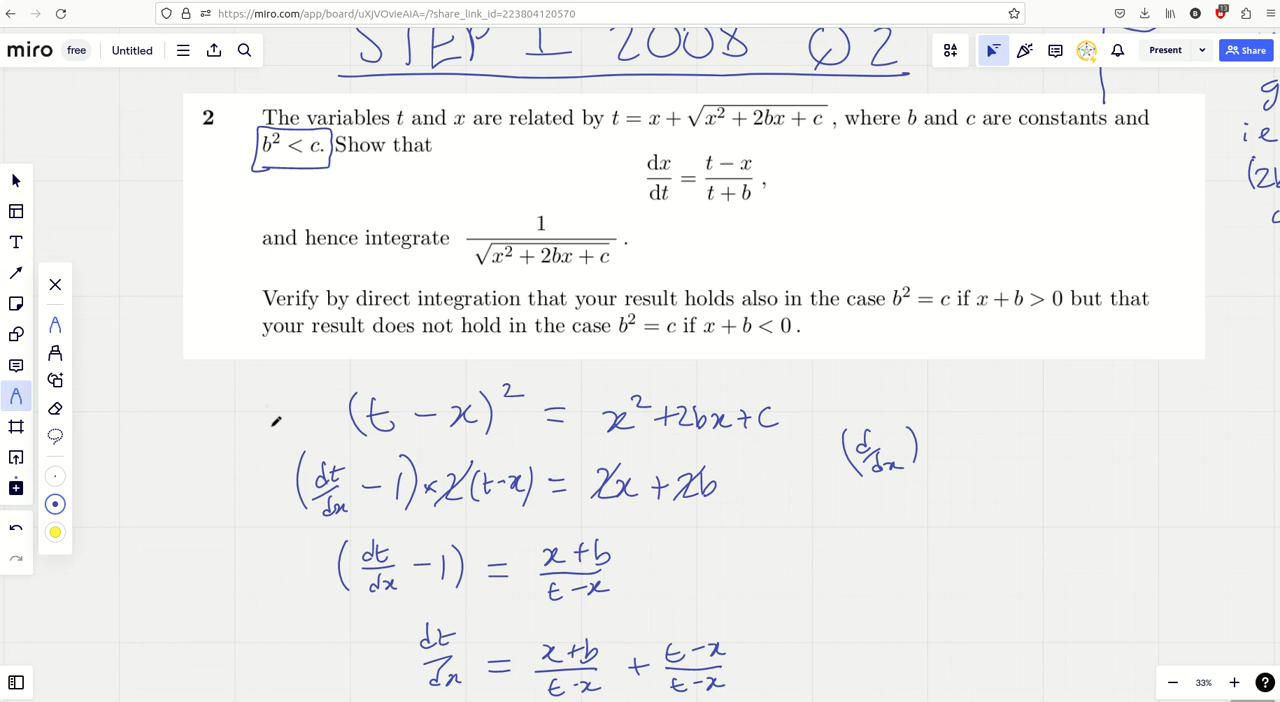 https://miro.com/app/board/uXJVOvieAIA=/?share_link_id=223804120570
miro free Untitled Present Share
13
STEP I 2008 Q2
2 The variables t and x are related by t = x + √(x² + 2bx + c) , where b and c are constants and
b² < c. Show that
dx/dt = (t − x)/(t + b) ,
and hence integrate 1/√(x² + 2bx + c) .
Verify by direct integration that your result holds also in the case b² = c if x + b > 0 but that
your result does not hold in the case b² = c if x + b < 0 .
g
ie
(2b
c
(t − x)² = x² + 2bx + c
(d/dx)
(dt/dx − 1) × 2(t − x) = 2x + 2b
(dt/dx − 1) = (x + b)/(t − x)
dt/dx = (x + b)/(t − x) + (t − x)/(t − x)
33%